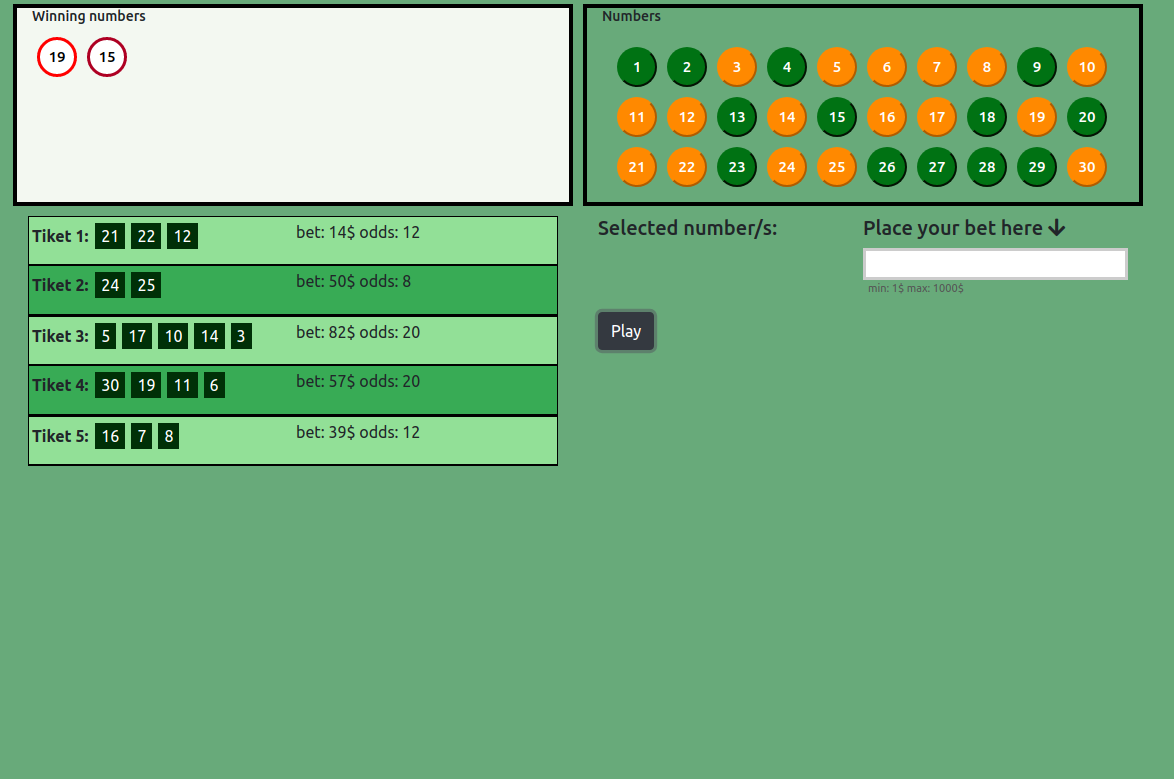 Winning numbers
19 15
Numbers
1 2 3 4 5 6 7 8 9 10
11 12 13 14 15 16 17 18 19 20
21 22 23 24 25 26 27 28 29 30
Tiket 1: 21 22 12 bet: 14$ odds: 12
Tiket 2: 24 25 bet: 50$ odds: 8
Tiket 3: 5 17 10 14 3 bet: 82$ odds: 20
Tiket 4: 30 19 11 6 bet: 57$ odds: 20
Tiket 5: 16 7 8 bet: 39$ odds: 12
Selected number/s:
Place your bet here
min: 1$ max: 1000$
Play